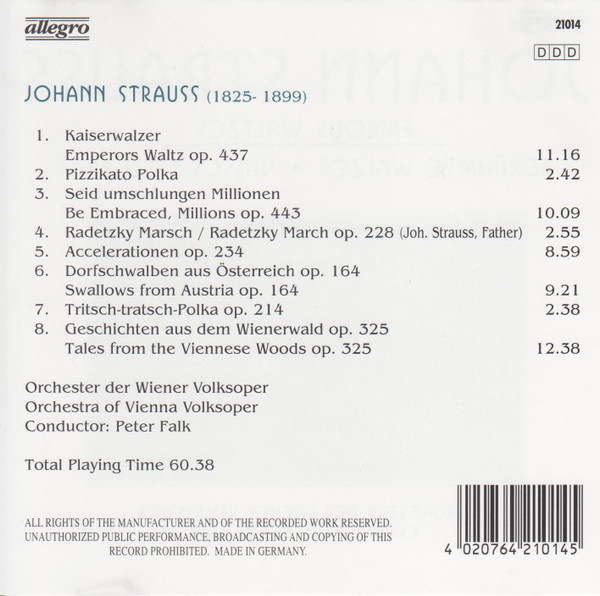 allegro
21014
DDD
JOHANN STRAUSS (1825- 1899)
1. Kaiserwalzer
Emperors Waltz op. 437 11.16
2. Pizzikato Polka 2.42
3. Seid umschlungen Millionen
Be Embraced, Millions op. 443 10.09
4. Radetzky Marsch / Radetzky March op. 228 (Joh. Strauss, Father) 2.55
5. Accelerationen op. 234 8.59
6. Dorfschwalben aus Österreich op. 164
Swallows from Austria op. 164 9.21
7. Tritsch-tratsch-Polka op. 214 2.38
8. Geschichten aus dem Wienerwald op. 325
Tales from the Viennese Woods op. 325 12.38
Orchester der Wiener Volksoper
Orchestra of Vienna Volksoper
Conductor: Peter Falk
Total Playing Time 60.38
ALL RIGHTS OF THE MANUFACTURER AND OF THE RECORDED WORK RESERVED.
UNAUTHORIZED PUBLIC PERFORMANCE, BROADCASTING AND COPYING OF THIS
RECORD PROHIBITED. MADE IN GERMANY.
4 020764 210145